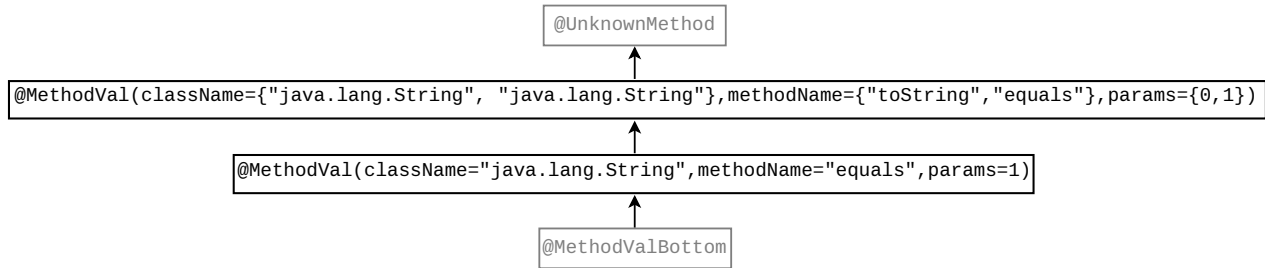 @UnknownMethod
@MethodVal(className={"java.lang.String", "java.lang.String"},methodName={"toString","equals"},params={0,1})
@MethodVal(className="java.lang.String",methodName="equals",params=1)
@MethodValBottom